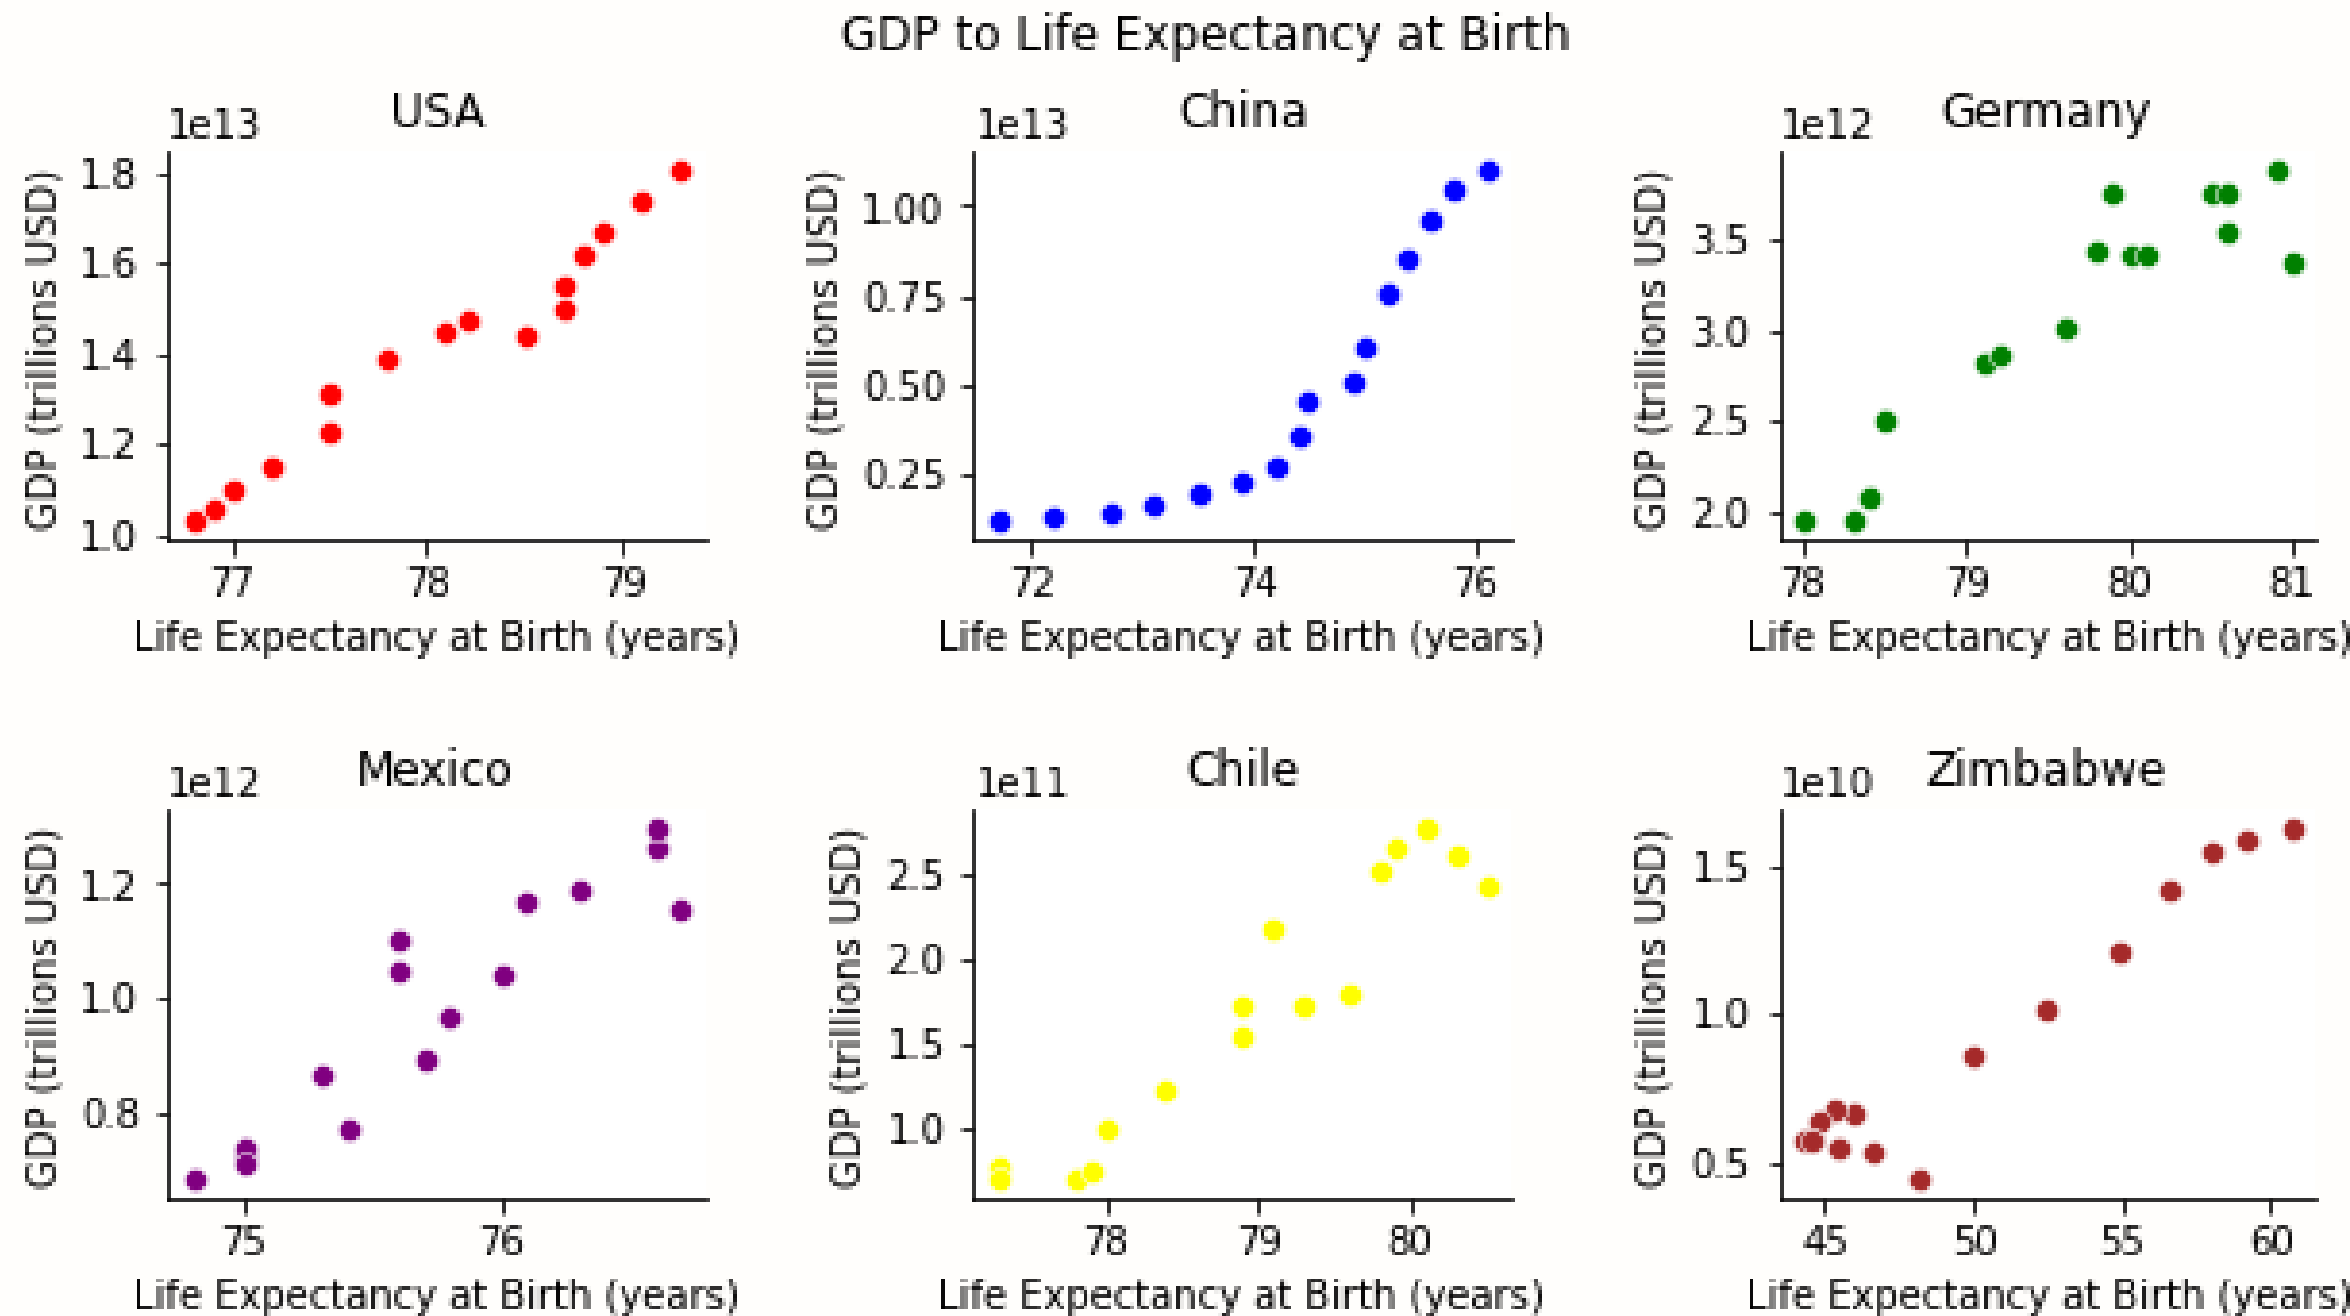 GDP to Life Expectancy at Birth
USA
1e13
GDP (trillions USD)
1.8
1.6
1.4
1.2
1.0
77 78 79
Life Expectancy at Birth (years)
China
1e13
GDP (trillions USD)
1.00
0.75
0.50
0.25
72 74 76
Life Expectancy at Birth (years)
Germany
1e12
GDP (trillions USD)
3.5
3.0
2.5
2.0
78 79 80 81
Life Expectancy at Birth (years)
Mexico
1e12
GDP (trillions USD)
1.2
1.0
0.8
75 76
Life Expectancy at Birth (years)
Chile
1e11
GDP (trillions USD)
2.5
2.0
1.5
1.0
78 79 80
Life Expectancy at Birth (years)
Zimbabwe
1e10
GDP (trillions USD)
1.5
1.0
0.5
45 50 55 60
Life Expectancy at Birth (years)